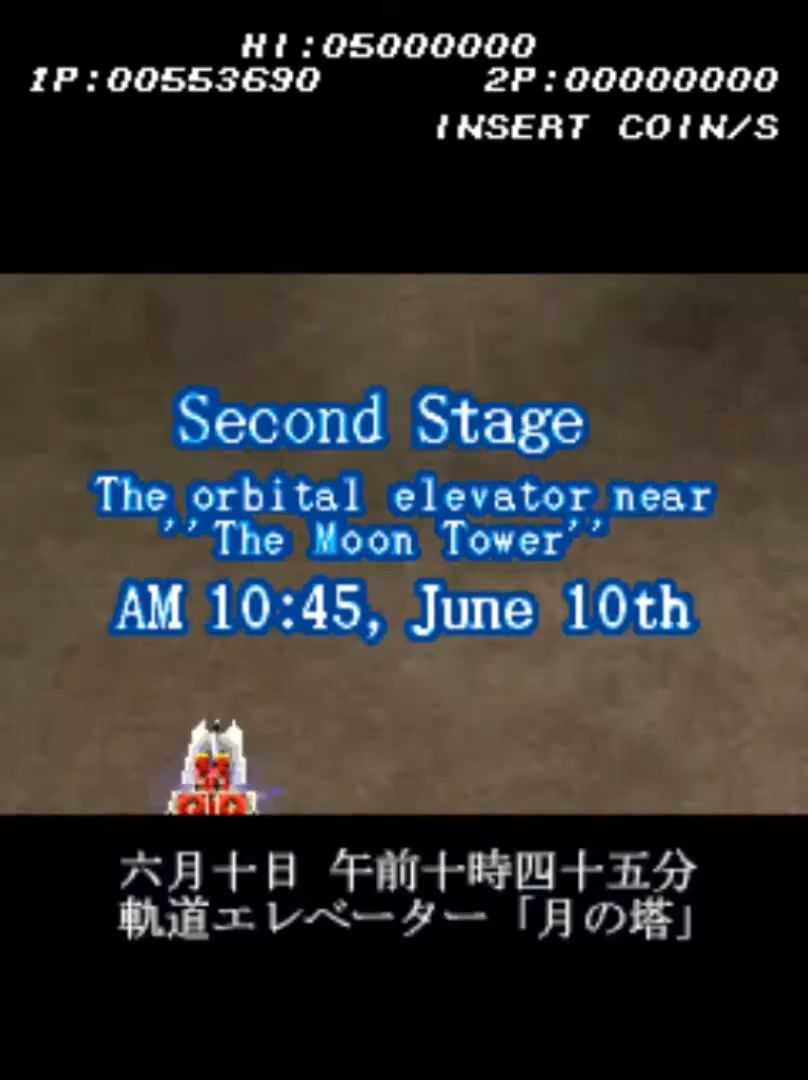 HI:05000000
1P:00553690 2P:00000000
INSERT COIN/S
Second Stage
The orbital elevator near
''The Moon Tower''
AM 10:45, June 10th
六月十日 午前十時四十五分
軌道エレベーター「月の塔」